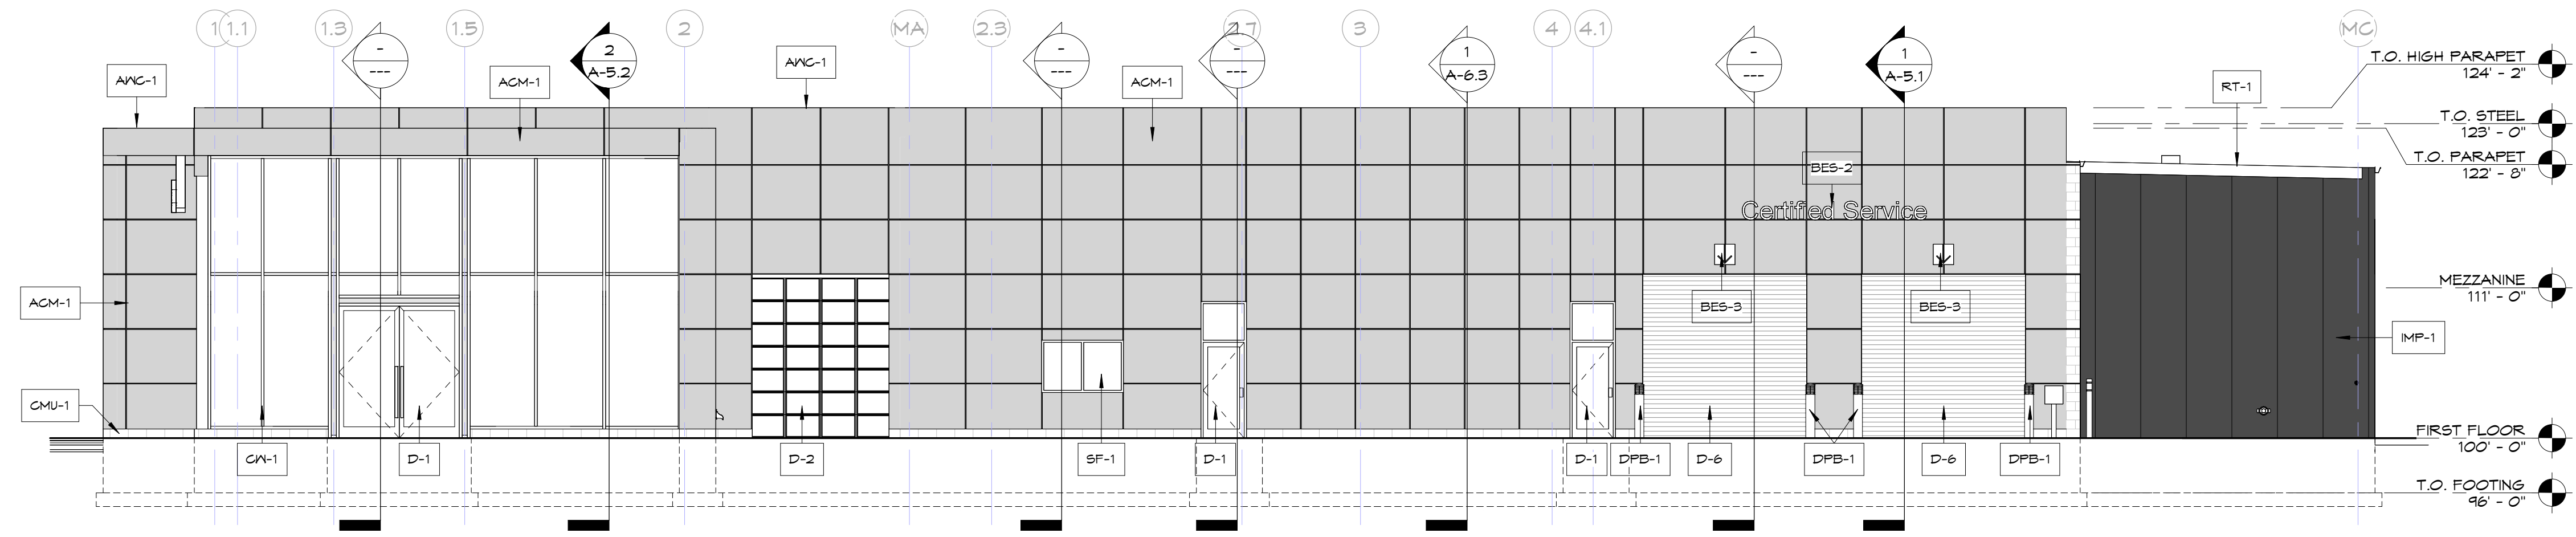 1
1.1
1.3
1.5
2
A-5.2
2
MA
2.3
2.7
3
1
A-6.3
4
4.1
1
A-5.1
MC
-
---
-
---
-
---
-
---
AWC-1
ACM-1
AWC-1
ACM-1
RT-1
T.O. HIGH PARAPET
124' - 2"
T.O. STEEL
123' - 0"
T.O. PARAPET
122' - 8"
BES-2
Certified Service
ACM-1
BES-3
BES-3
MEZZANINE
111' - 0"
IMP-1
CMU-1
FIRST FLOOR
100' - 0"
CW-1
D-1
D-2
SF-1
D-1
D-1
DPB-1
D-6
DPB-1
D-6
DPB-1
T.O. FOOTING
96' - 0"